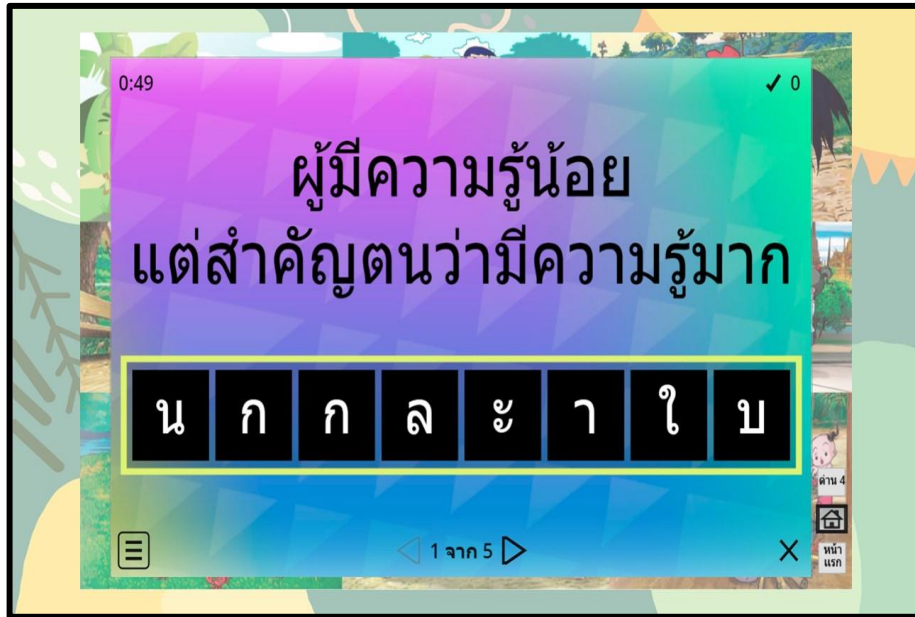 0:49
✓ 0
ผู้มีความรู้น้อย
แต่สำคัญตนว่ามีความรู้มาก
น ก ก ล ะ า ใ บ
ด่าน 4
1 จาก 5
หน้า
แรก